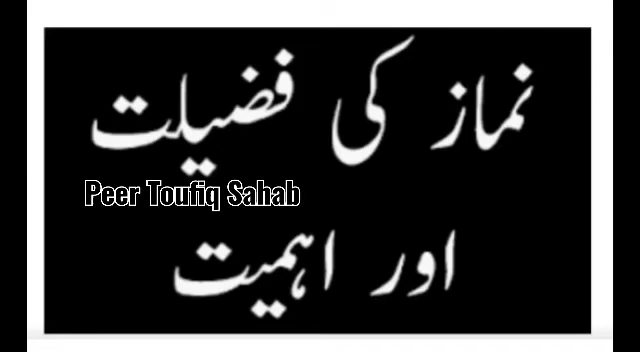 نماز کی فضیلت
Peer Toufiq Sahab
اور اہمیت